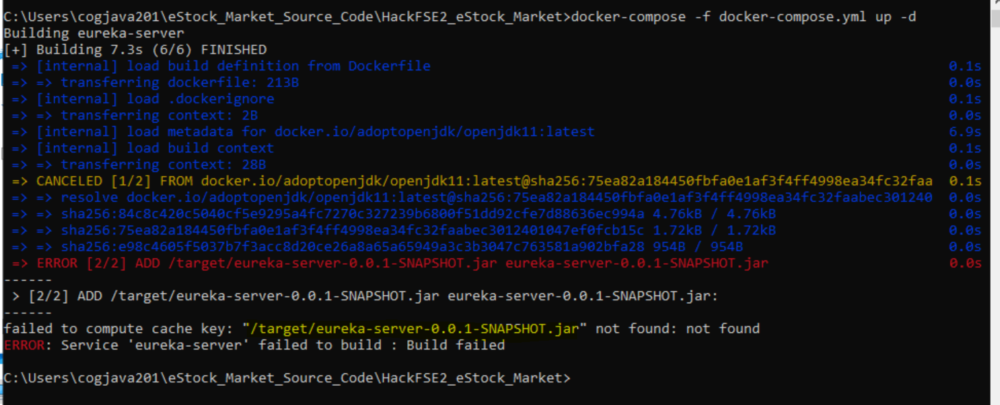 C:\Users\cogjava201\eStock_Market_Source_Code\HackFSE2_eStock_Market>docker-compose -f docker-compose.yml up -d
Building eureka-server
[+] Building 7.3s (6/6) FINISHED
=> [internal] load build definition from Dockerfile 0.1s
=> => transferring dockerfile: 213B 0.0s
=> [internal] load .dockerignore 0.1s
=> => transferring context: 2B 0.0s
=> [internal] load metadata for docker.io/adoptopenjdk/openjdk11:latest 6.9s
=> [internal] load build context 0.1s
=> => transferring context: 28B 0.0s
=> CANCELED [1/2] FROM docker.io/adoptopenjdk/openjdk11:latest@sha256:75ea82a184450fbfa0e1af3f4ff4998ea34fc32faa 0.1s
=> => resolve docker.io/adoptopenjdk/openjdk11:latest@sha256:75ea82a184450fbfa0e1af3f4ff4998ea34fc32faabec301240 0.0s
=> => sha256:84c8c420c5040cf5e9295a4fc7270c327239b6800f51dd92cfe7d88636ec994a 4.76kB / 4.76kB 0.0s
=> => sha256:75ea82a184450fbfa0e1af3f4ff4998ea34fc32faabec3012401047ef0fcb15c 1.72kB / 1.72kB 0.0s
=> => sha256:e98c4605f5037b7f3acc8d20ce26a8a65a65949a3c3b3047c763581a902bfa28 954B / 954B 0.0s
=> ERROR [2/2] ADD /target/eureka-server-0.0.1-SNAPSHOT.jar eureka-server-0.0.1-SNAPSHOT.jar 0.0s
------
> [2/2] ADD /target/eureka-server-0.0.1-SNAPSHOT.jar eureka-server-0.0.1-SNAPSHOT.jar:
------
failed to compute cache key: "/target/eureka-server-0.0.1-SNAPSHOT.jar" not found: not found
ERROR: Service 'eureka-server' failed to build : Build failed
C:\Users\cogjava201\eStock_Market_Source_Code\HackFSE2_eStock_Market>